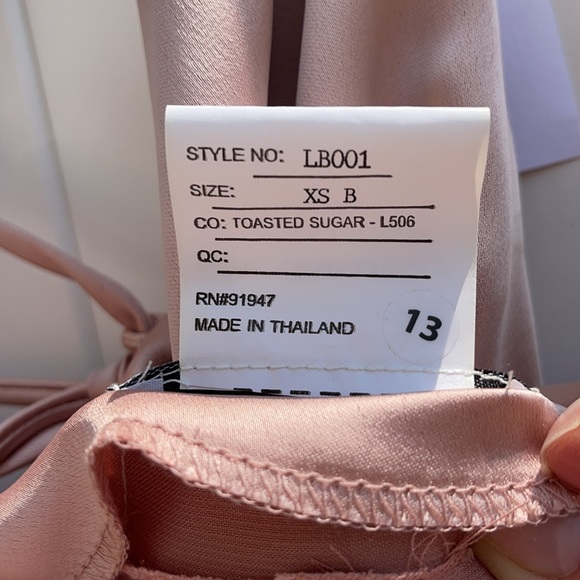 STYLE NO: LB001
SIZE: XS B
CO: TOASTED SUGAR - L506
QC:
RN#91947
MADE IN THAILAND
13